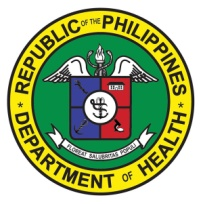 REPUBLIC OF THE PHILIPPINES
FLOREAT SALUBRITAS POPULI
DEPARTMENT OF HEALTH